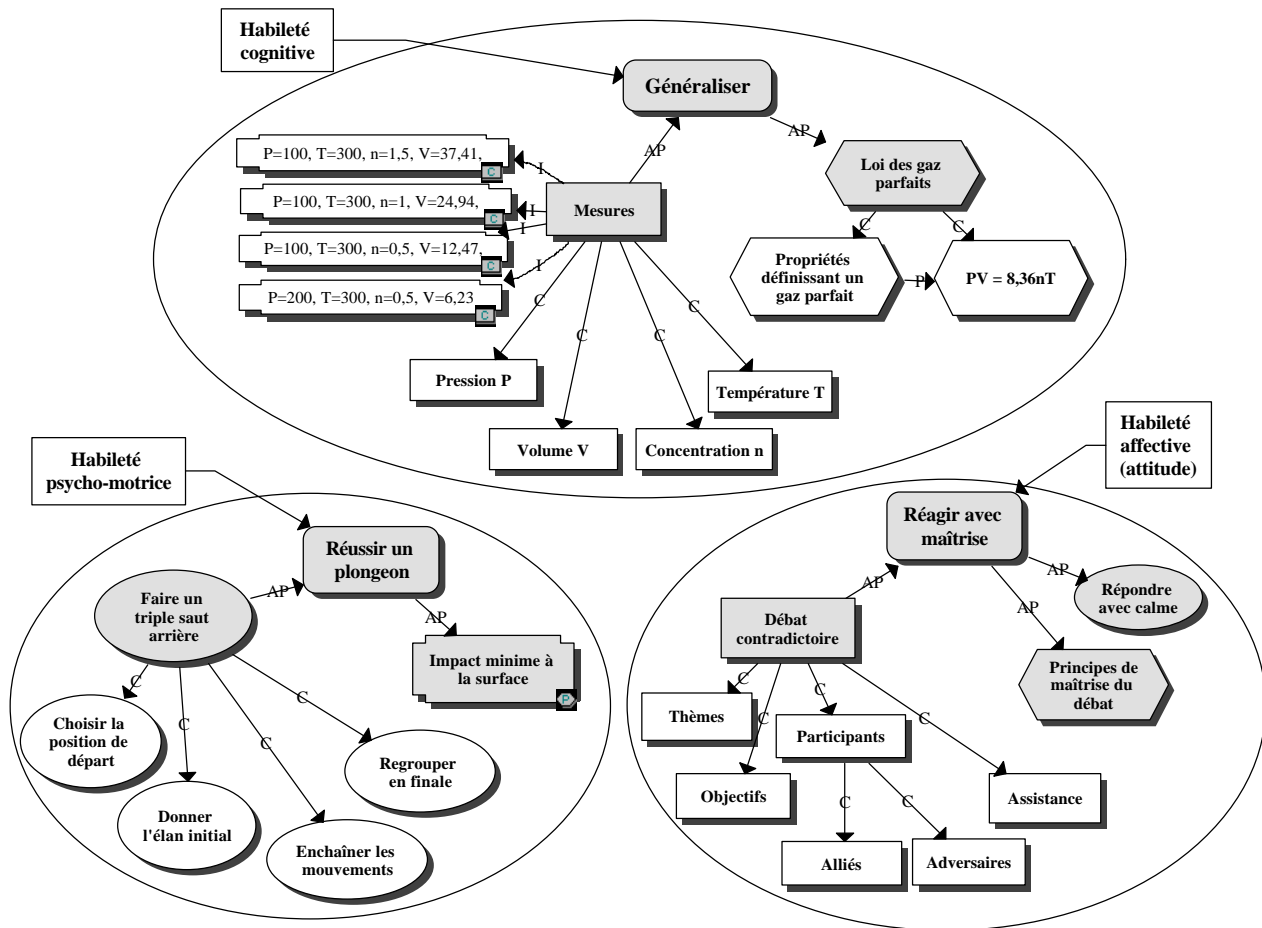 Habileté
cognitive
Généraliser
AP
AP
P=100, T=300, n=1,5, V=37,41,
C
I
P=100, T=300, n=1, V=24,94,
C
I
I
P=100, T=300, n=0,5, V=12,47,
C
I
P=200, T=300, n=0,5, V=6,23
C
Mesures
Loi des gaz
parfaits
C
C
Propriétés
définissant un
gaz parfait
P
PV = 8,36nT
C
C
C
C
Pression P
Température T
Volume V
Concentration n
Habileté
psycho-motrice
Réussir un
plongeon
AP
AP
Faire un
triple saut
arrière
Impact minime à
la surface
P
C
C
C
C
Choisir la
position de
départ
Donner
l'élan initial
Enchaîner les
mouvements
Regrouper
en finale
Habileté
affective
(attitude)
Réagir avec
maîtrise
AP
AP
AP
Répondre
avec calme
Débat
contradictoire
Principes de
maîtrise du
débat
C
C
C
C
Thèmes
Participants
Objectifs
Assistance
C
C
Alliés
Adversaires